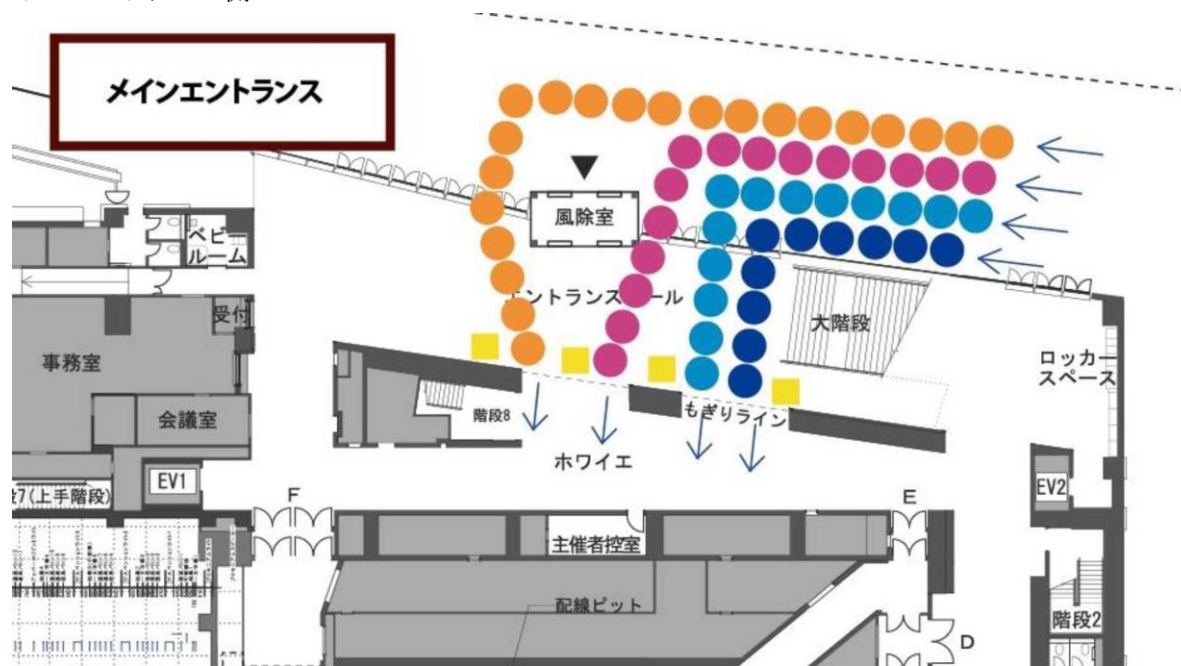 メインエントランス
風除室
ベビー
ルーム
エントランスホール
受付
大階段
事務室
ロッカー
スペース
会議室
階段8
もぎりライン
ホワイエ
EV1
EV2
7(上手階段)
F
E
主催者控室
配線ピット
階段2
D